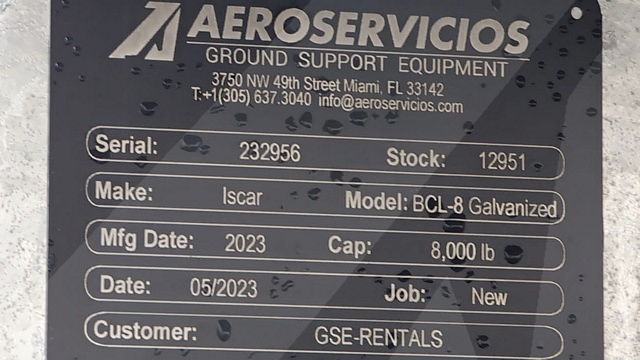 AEROSERVICIOS
GROUND SUPPORT EQUIPMENT
3750 NW 49th Street Miami, FL 33142
T:+1(305) 637.3040 info@aeroservicios.com
Serial: 232956 Stock: 12951
Make: Iscar Model: BCL-8 Galvanized
Mfg Date: 2023 Cap: 8,000 lb
Date: 05/2023 Job: New
Customer: GSE-RENTALS